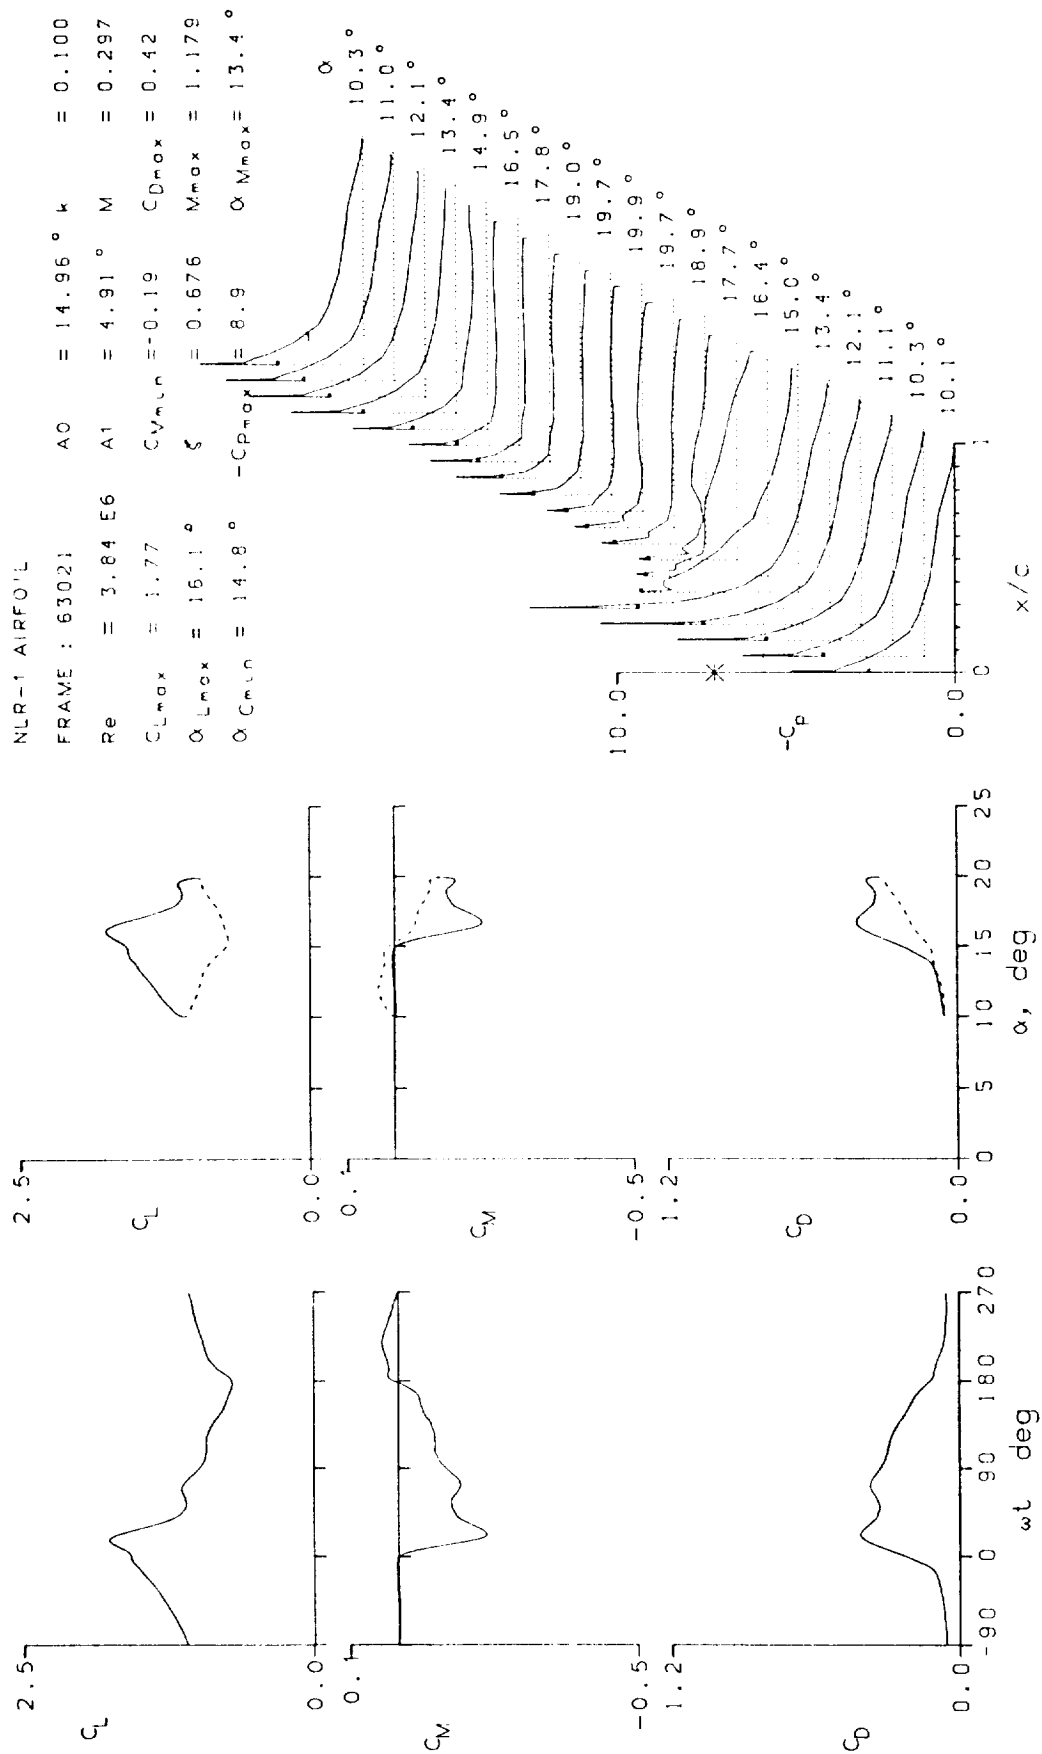 NLR-1 AIRFOIL
FRAME : 63021 A0 = 14.96° k = 0.100
Re = 3.84 E6 A1 = 4.91° M = 0.297
CLmax = 1.77 CVmin =-0.19 CDmax = 0.42
αLmax = 16.1° ζ = 0.676 Mmax = 1.179
αCmin = 14.8° -CPmax = 8.9 αMmax= 13.4°
2.5
CL
0.0
0.1
CM
-0.5
1.2
CD
0.0
-90 0 90 180 270
ωt deg
2.5
CL
0.0
0.1
CM
-0.5
1.2
CD
0.0
0 5 10 15 20 25
α, deg
α
10.3°
11.0°
12.1°
13.4°
14.9°
16.5°
17.8°
19.0°
19.7°
19.9°
19.7°
18.9°
17.7°
16.4°
15.0°
13.4°
12.1°
11.1°
10.3°
10.1°
10.0
-Cp
0.0
0 1
x/c